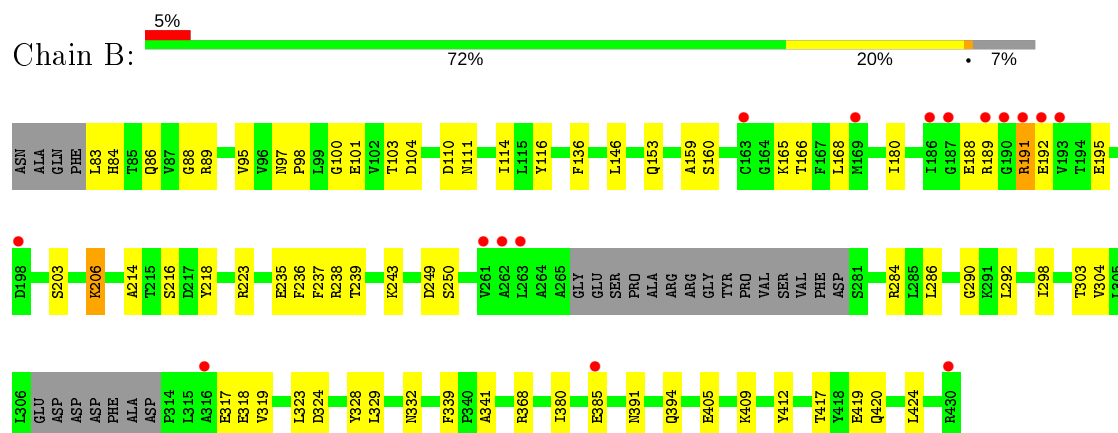 5%
Chain B:
72% 20% • 7%
ASN ALA GLN PHE L83 H84 T85 Q86 V87 G88 R89 V95 V96 N97 P98 L99 G100 E101 V102 T103 D104 D110 N111 I114 L115 Y116 F136 L146 Q153 A159 S160 C163 G164 K165 T166 F167 L168 M169 I180 I186 G187 E188 R189 G190 R191 E192 V193 T194 E195
D198 S203 K206 A214 T215 S216 D217 Y218 R223 E235 F236 F237 R238 T239 K243 D249 S250 V261 A262 L263 A264 A265 GLY GLU SER PRO ALA ARG ARG GLY TYR PRO VAL SER VAL PHE ASP S281 R284 L285 L286 G290 K291 L292 I298 T303 V304 I305
L306 GLU ASP ASP ASP PHE ALA ASP P314 L315 A316 E317 E318 V319 L323 D324 Y328 L329 N332 F339 P340 A341 R368 I380 E385 N391 Q394 E405 K409 Y412 T417 Y418 E419 Q420 L424 R430